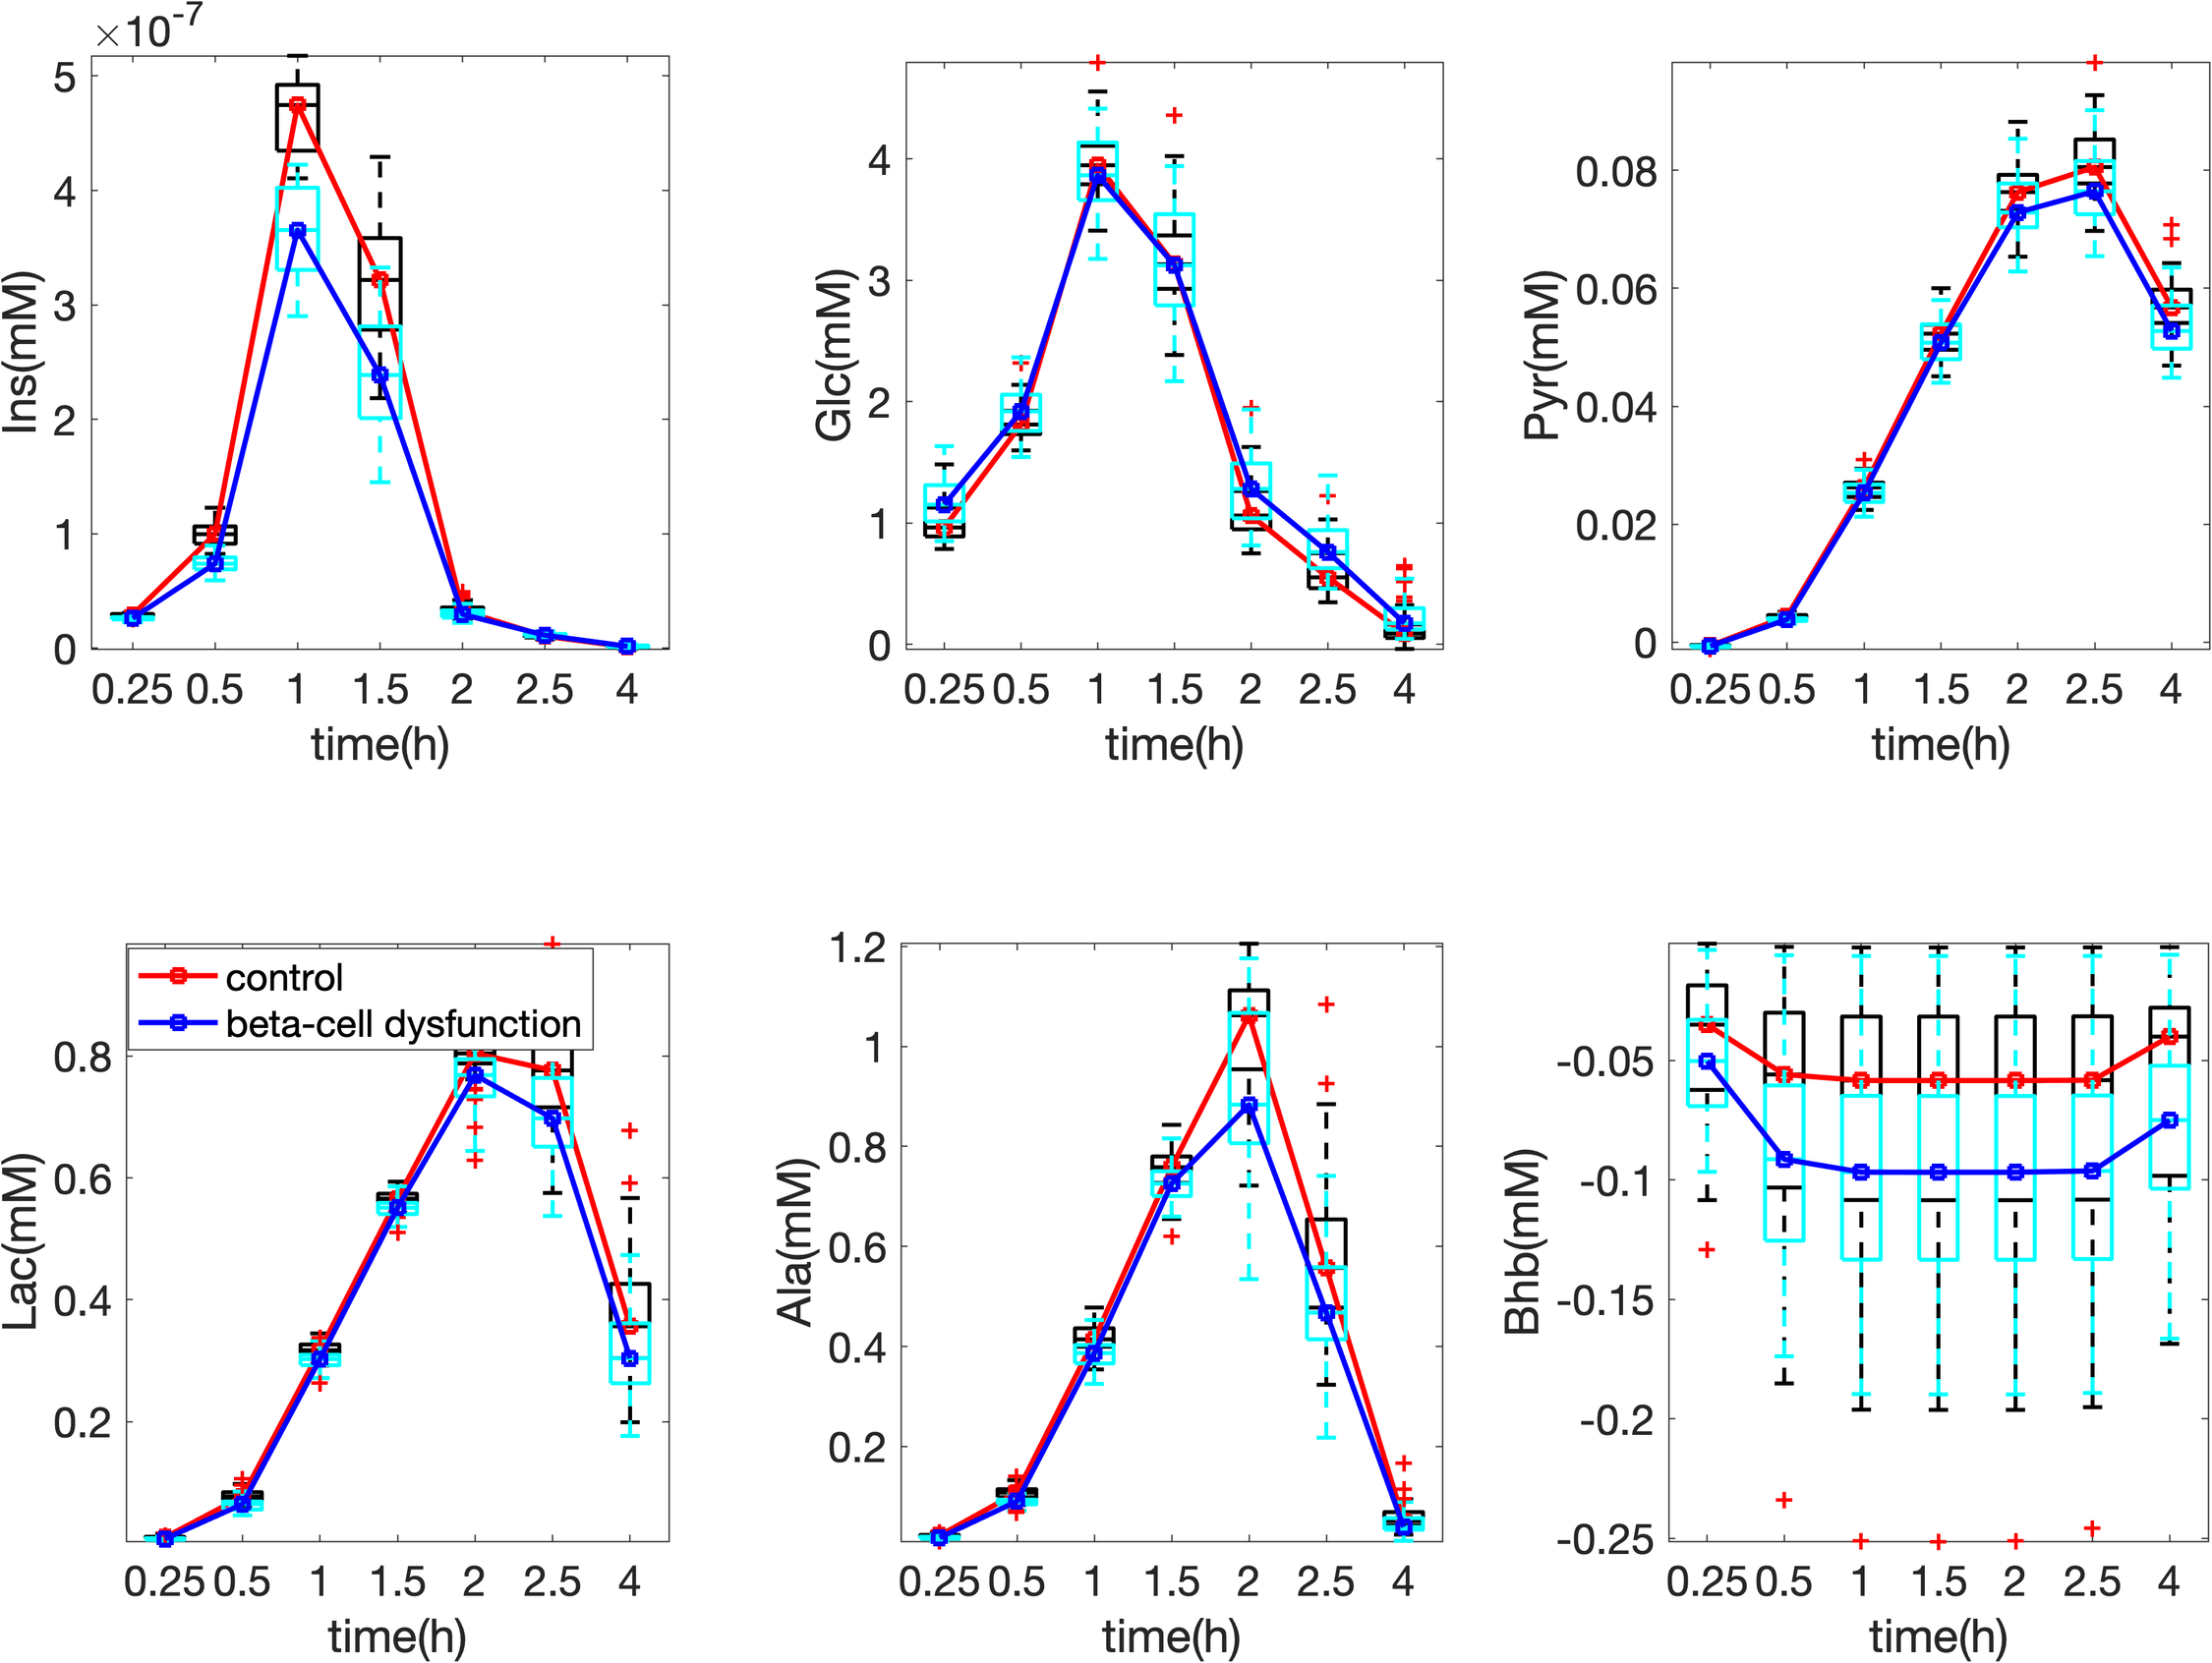 ×10⁻⁷
5
4
3
2
1
0
Ins(mM)
0.25 0.5 1 1.5 2 2.5 4
time(h)
4
3
2
1
0
Glc(mM)
0.25 0.5 1 1.5 2 2.5 4
time(h)
0.08
0.06
0.04
0.02
0
Pyr(mM)
0.25 0.5 1 1.5 2 2.5 4
time(h)
control
beta-cell dysfunction
0.8
0.6
0.4
0.2
Lac(mM)
0.25 0.5 1 1.5 2 2.5 4
time(h)
1.2
1
0.8
0.6
0.4
0.2
Ala(mM)
0.25 0.5 1 1.5 2 2.5 4
time(h)
-0.05
-0.1
-0.15
-0.2
-0.25
Bhb(mM)
0.25 0.5 1 1.5 2 2.5 4
time(h)